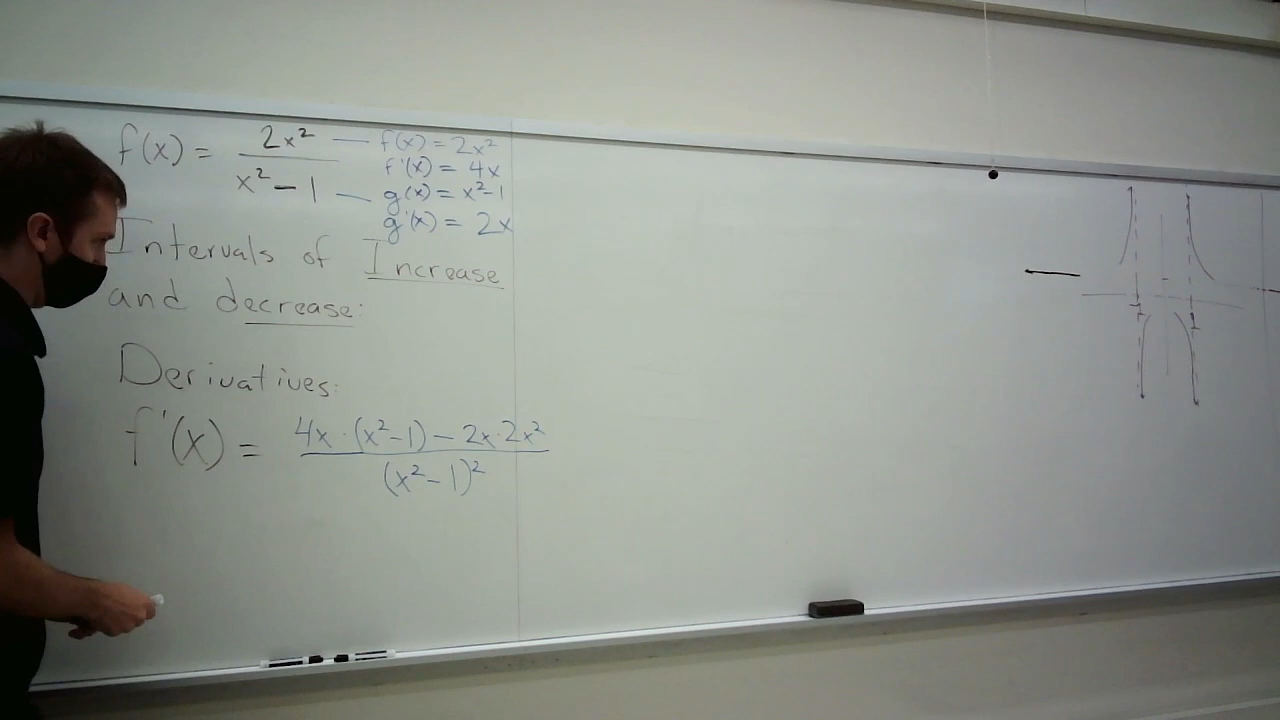 f(x) = 2x² / x² - 1
f(x) = 2x²
f'(x) = 4x
g(x) = x²-1
g'(x) = 2x
Intervals of Increase
and decrease:
Derivatives:
f'(x) = 4x·(x²-1) - 2x·2x² / (x²-1)²